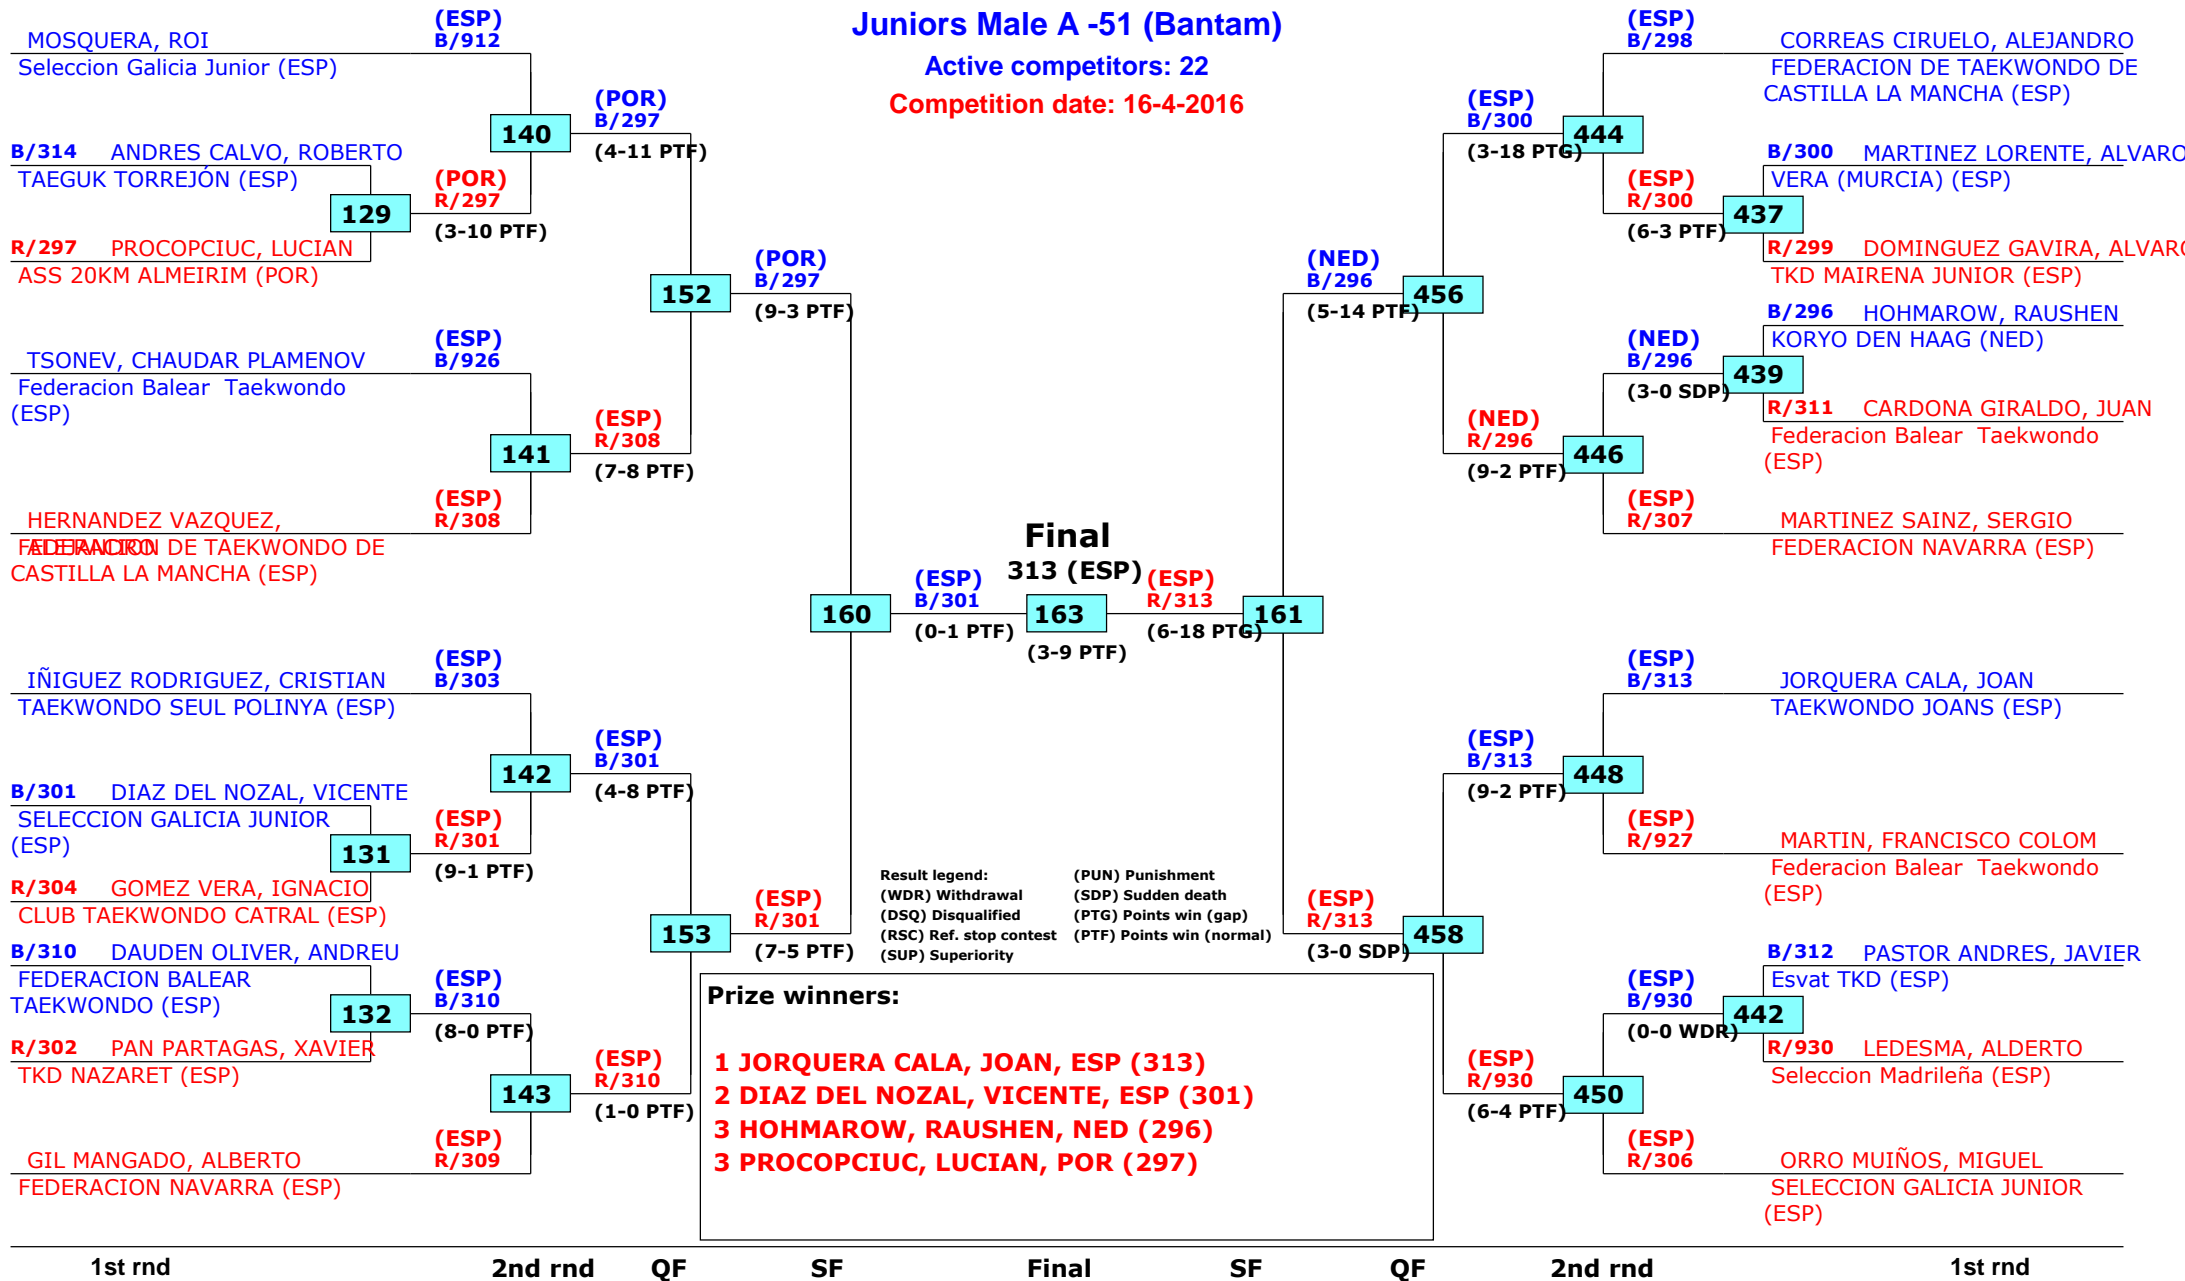 Juniors Male A -51 (Bantam)
Active competitors: 22
Competition date: 16-4-2016
(ESP)
B/912
MOSQUERA, ROI
Seleccion Galicia Junior (ESP)
140
(POR)
B/297
(4-11 PTF)
B/314 ANDRES CALVO, ROBERTO
TAEGUK TORREJÓN (ESP)
129
(POR)
R/297
(3-10 PTF)
R/297 PROCOPCIUC, LUCIAN
ASS 20KM ALMEIRIM (POR)
152
(POR)
B/297
(9-3 PTF)
(ESP)
B/926
TSONEV, CHAUDAR PLAMENOV
Federacion Balear Taekwondo
(ESP)
141
(ESP)
R/308
(7-8 PTF)
(ESP)
R/308
HERNANDEZ VAZQUEZ,
ALEJANDRO
FEDERACION DE TAEKWONDO DE
CASTILLA LA MANCHA (ESP)
160
(ESP)
B/301
(0-1 PTF)
(ESP)
B/303
IÑIGUEZ RODRIGUEZ, CRISTIAN
TAEKWONDO SEUL POLINYA (ESP)
142
(ESP)
B/301
(4-8 PTF)
B/301 DIAZ DEL NOZAL, VICENTE
SELECCION GALICIA JUNIOR
(ESP)
131
(ESP)
R/301
(9-1 PTF)
R/304 GOMEZ VERA, IGNACIO
CLUB TAEKWONDO CATRAL (ESP)
153
(ESP)
R/301
(7-5 PTF)
B/310 DAUDEN OLIVER, ANDREU
FEDERACION BALEAR
TAEKWONDO (ESP)
132
(ESP)
B/310
(8-0 PTF)
R/302 PAN PARTAGAS, XAVIER
TKD NAZARET (ESP)
143
(ESP)
R/310
(1-0 PTF)
(ESP)
R/309
GIL MANGADO, ALBERTO
FEDERACION NAVARRA (ESP)
Final
313 (ESP)
163
(3-9 PTF)
(ESP)
R/313
(6-18 PTG)
161
(ESP)
B/298
CORREAS CIRUELO, ALEJANDRO
FEDERACION DE TAEKWONDO DE
CASTILLA LA MANCHA (ESP)
(ESP)
B/300
(3-18 PTG)
444
B/300 MARTINEZ LORENTE, ALVARO
VERA (MURCIA) (ESP)
(ESP)
R/300
(6-3 PTF)
437
R/299 DOMINGUEZ GAVIRA, ALVARO
TKD MAIRENA JUNIOR (ESP)
(NED)
B/296
(5-14 PTF)
456
B/296 HOHMAROW, RAUSHEN
KORYO DEN HAAG (NED)
(NED)
B/296
(3-0 SDP)
439
R/311 CARDONA GIRALDO, JUAN
Federacion Balear Taekwondo
(ESP)
(NED)
R/296
(9-2 PTF)
446
(ESP)
R/307
MARTINEZ SAINZ, SERGIO
FEDERACION NAVARRA (ESP)
(ESP)
B/313
JORQUERA CALA, JOAN
TAEKWONDO JOANS (ESP)
(ESP)
B/313
(9-2 PTF)
448
(ESP)
R/927
MARTIN, FRANCISCO COLOM
Federacion Balear Taekwondo
(ESP)
(ESP)
R/313
(3-0 SDP)
458
B/312 PASTOR ANDRES, JAVIER
Esvat TKD (ESP)
(ESP)
B/930
(0-0 WDR)
442
R/930 LEDESMA, ALDERTO
Seleccion Madrileña (ESP)
(ESP)
R/930
(6-4 PTF)
450
(ESP)
R/306
ORRO MUIÑOS, MIGUEL
SELECCION GALICIA JUNIOR
(ESP)
Result legend: (PUN) Punishment
(WDR) Withdrawal (SDP) Sudden death
(DSQ) Disqualified (PTG) Points win (gap)
(RSC) Ref. stop contest (PTF) Points win (normal)
(SUP) Superiority
Prize winners:
1 JORQUERA CALA, JOAN, ESP (313)
2 DIAZ DEL NOZAL, VICENTE, ESP (301)
3 HOHMAROW, RAUSHEN, NED (296)
3 PROCOPCIUC, LUCIAN, POR (297)
1st rnd 2nd rnd QF SF Final SF QF 2nd rnd 1st rnd